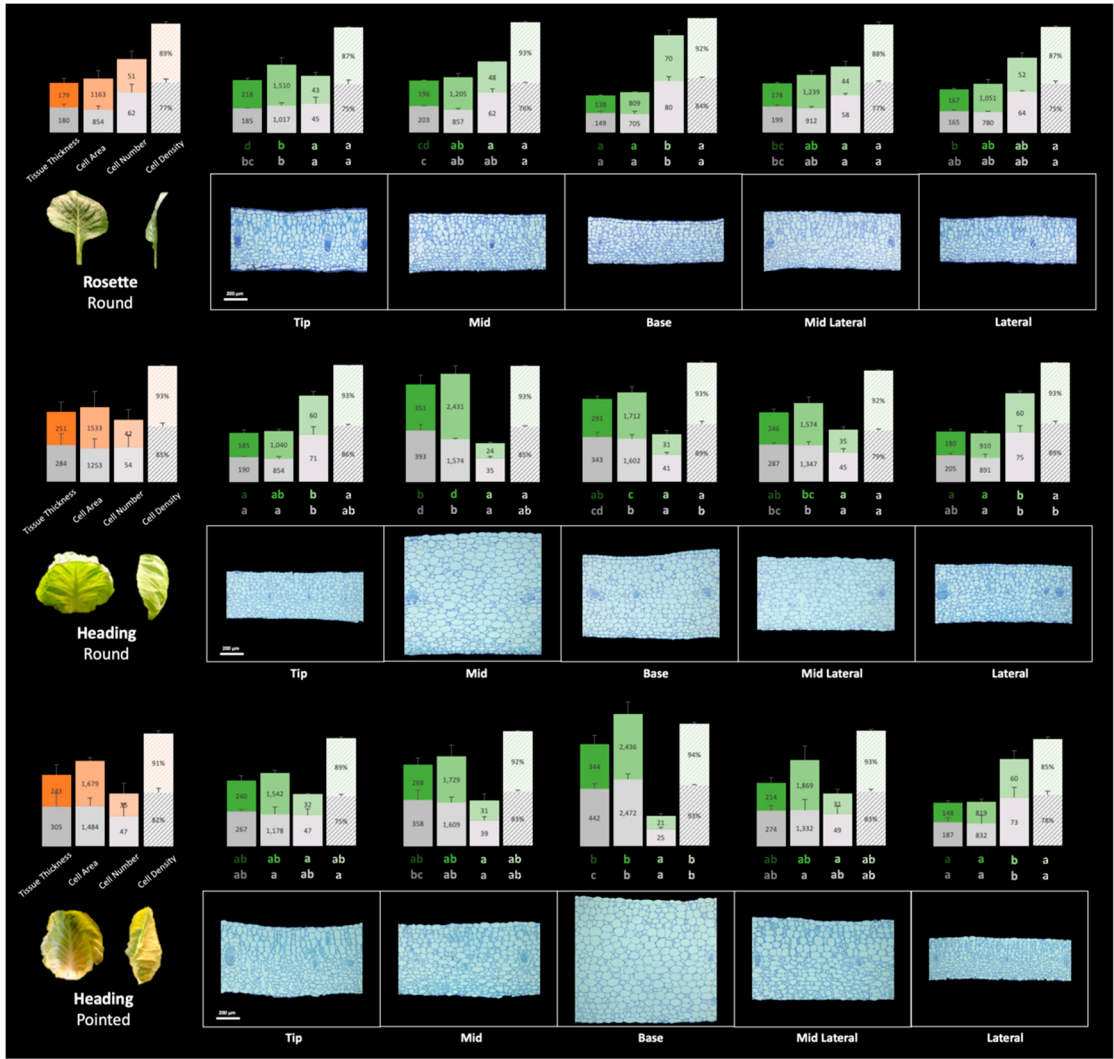 89% 87% 93% 92% 88% 87%
179 1163 51 218 1,510 43 196 1,205 48 138 809 70 178 1,239 44 167 1,051 52
180 854 62 77% 185 1,017 45 75% 203 857 62 76% 149 705 80 84% 199 912 58 77% 165 780 64 75%
Tissue Thickness Cell Area Cell Number Cell Density
d b a a cd ab a a a a b a bc ab a a b ab ab a
bc b a a c ab ab a a a b a bc ab a a ab ab ab a
Rosette
Round
200 µm
Tip Mid Base Mid Lateral Lateral
93% 93% 93% 93% 92% 93%
251 1533 42 185 1,040 60 351 2,431 24 293 1,712 31 246 1,574 35 180 910 60
284 1253 54 85% 190 854 71 86% 393 1,574 35 85% 343 1,602 41 89% 287 1,347 45 79% 205 891 75 89%
Tissue Thickness Cell Area Cell Number Cell Density
a ab b a b d a a ab c a a ab bc a a a a b a
a a b ab d b a ab cd b a b bc b a a ab a b b
Heading
Round
200 µm
Tip Mid Base Mid Lateral Lateral
91% 89% 92% 94% 93% 85%
243 1,679 35 240 1,542 32 268 1,729 31 344 2,436 21 214 1,869 31 148 819 60
305 1,484 47 82% 267 1,178 47 75% 358 1,609 39 83% 442 2,472 25 93% 274 1,332 49 83% 187 832 73 78%
Tissue Thickness Cell Area Cell Number Cell Density
ab ab a ab ab ab a ab b b a b ab ab a ab a a b a
ab a a ab bc ab a ab c b a b ab a a ab a a b a
Heading
Pointed
200 µm
Tip Mid Base Mid Lateral Lateral